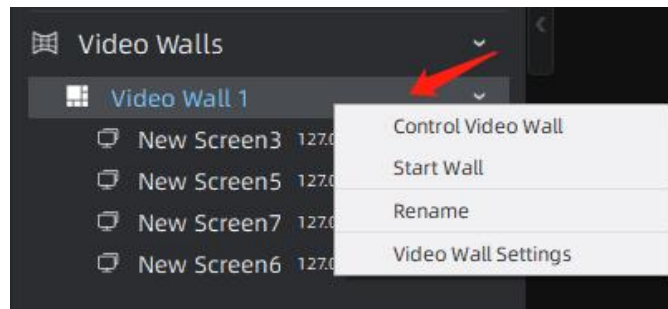 Video Walls
Video Wall 1
New Screen3
New Screen5
New Screen7
New Screen6
Control Video Wall
Start Wall
Rename
Video Wall Settings